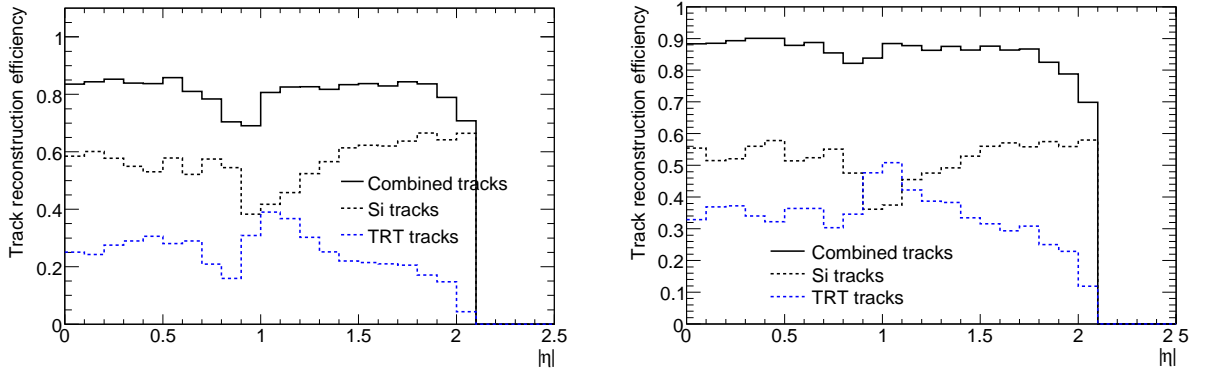 Track reconstruction efficiency
1
0.8
0.6
0.4
0.2
0
0 0.5 1 1.5 2 2.5
|η|
Combined tracks
Si tracks
TRT tracks
Track reconstruction efficiency
1
0.9
0.8
0.7
0.6
0.5
0.4
0.3
0.2
0.1
0
0 0.5 1 1.5 2 2 5
|η|
Combined tracks
Si tracks
TRT tracks